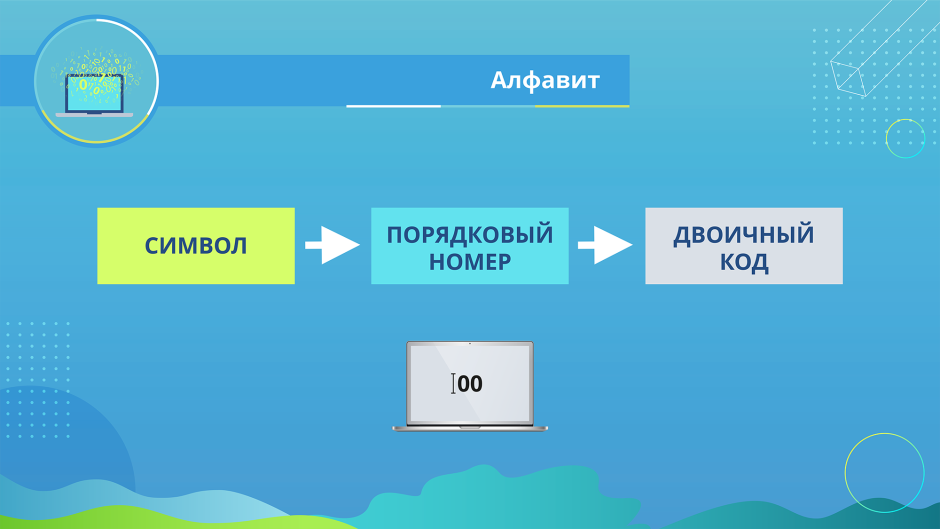 Алфавит
СИМВОЛ
ПОРЯДКОВЫЙ
НОМЕР
ДВОИЧНЫЙ
КОД
00